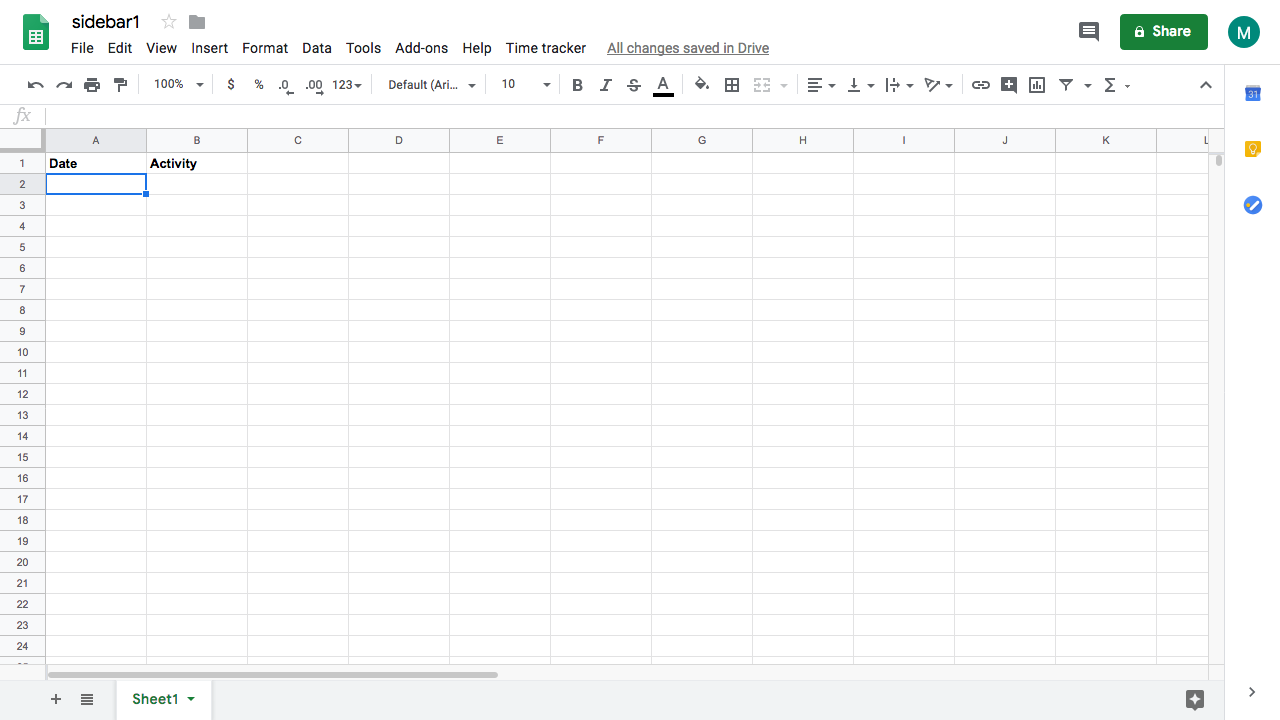 sidebar1
File Edit View Insert Format Data Tools Add-ons Help Time tracker All changes saved in Drive
Share
M
100% $ % .0 .00 123 Default (Ari... 10 B I S A Σ
31
fx
A B C D E F G H I J K L
1 Date Activity
2
3
4
5
6
7
8
9
10
11
12
13
14
15
16
17
18
19
20
21
22
23
24
Sheet1